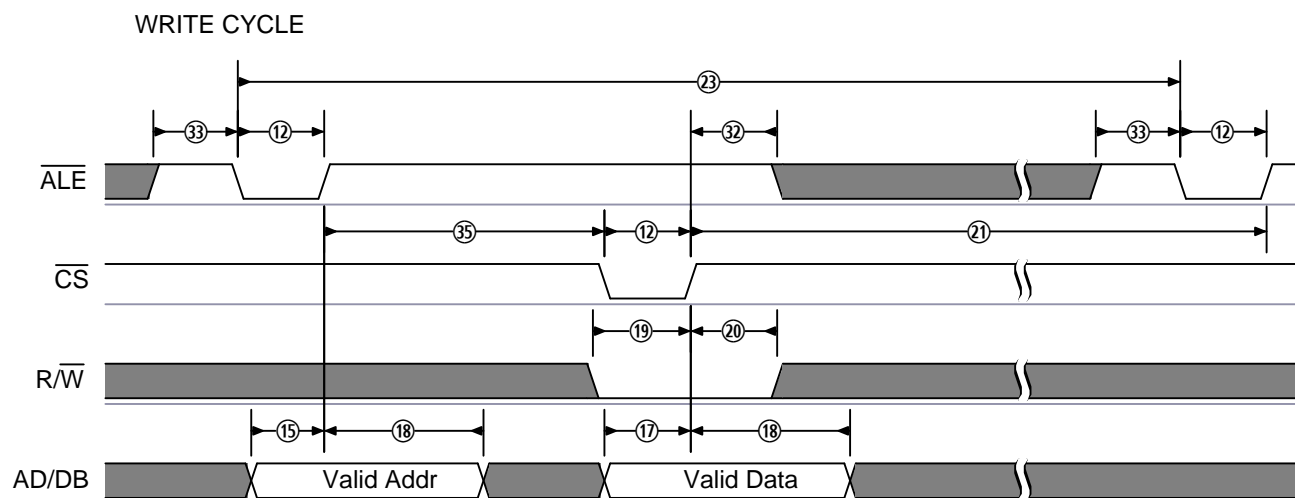 WRITE CYCLE
㉓
㉝ ⑫ ㉜ ㉝ ⑫
ALE
㉟ ⑫ ㉑
CS
⑲ ⑳
R/W
⑮ ⑱ ⑰ ⑱
AD/DB Valid Addr Valid Data